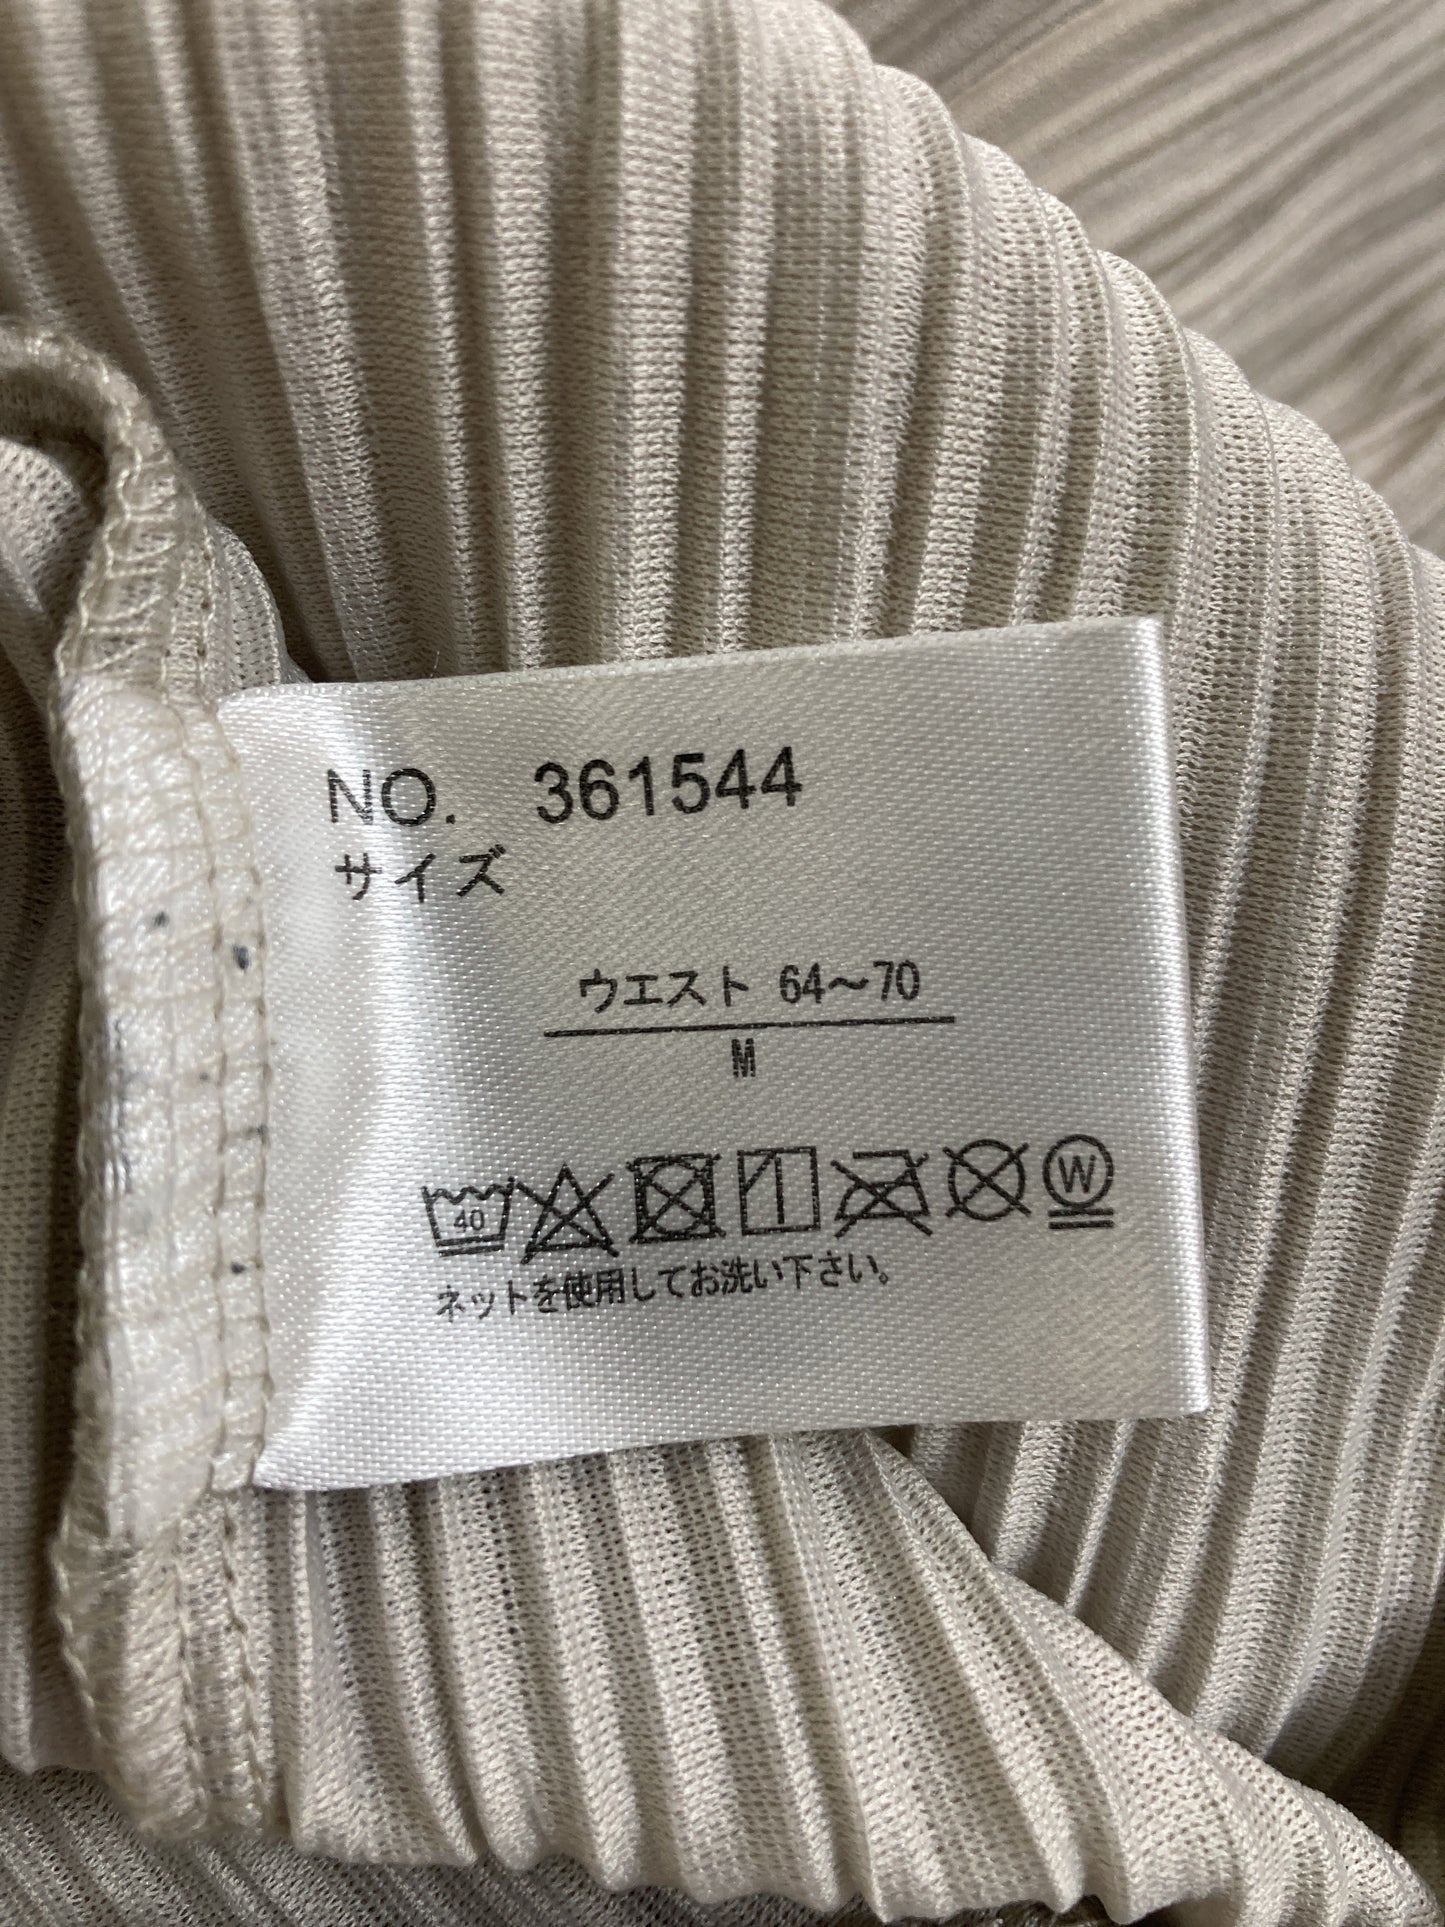 NO. 361544
サイズ
ウエスト 64～70
M
40 W
ネットを使用してお洗い下さい。